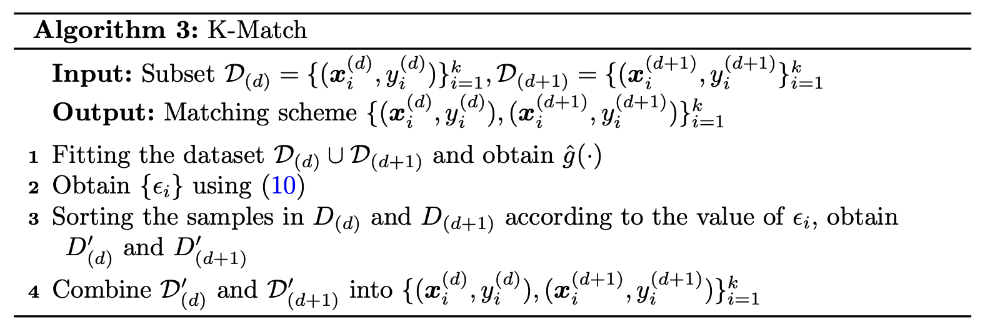 Algorithm 3: K-Match
Input: Subset $\mathcal{D}_{(d)} = \{(\boldsymbol{x}_i^{(d)}, y_i^{(d)})\}_{i=1}^k, \mathcal{D}_{(d+1)} = \{(\boldsymbol{x}_i^{(d+1)}, y_i^{(d+1)}\}_{i=1}^k$
Output: Matching scheme $\{(\boldsymbol{x}_i^{(d)}, y_i^{(d)}), (\boldsymbol{x}_i^{(d+1)}, y_i^{(d+1)})\}_{i=1}^k$
1 Fitting the dataset $\mathcal{D}_{(d)} \cup \mathcal{D}_{(d+1)}$ and obtain $\hat{g}(\cdot)$
2 Obtain $\{\epsilon_i\}$ using (10)
3 Sorting the samples in $D_{(d)}$ and $D_{(d+1)}$ according to the value of $\epsilon_i$, obtain
$D'_{(d)}$ and $D'_{(d+1)}$
4 Combine $\mathcal{D}'_{(d)}$ and $\mathcal{D}'_{(d+1)}$ into $\{(\boldsymbol{x}_i^{(d)}, y_i^{(d)}), (\boldsymbol{x}_i^{(d+1)}, y_i^{(d+1)})\}_{i=1}^k$